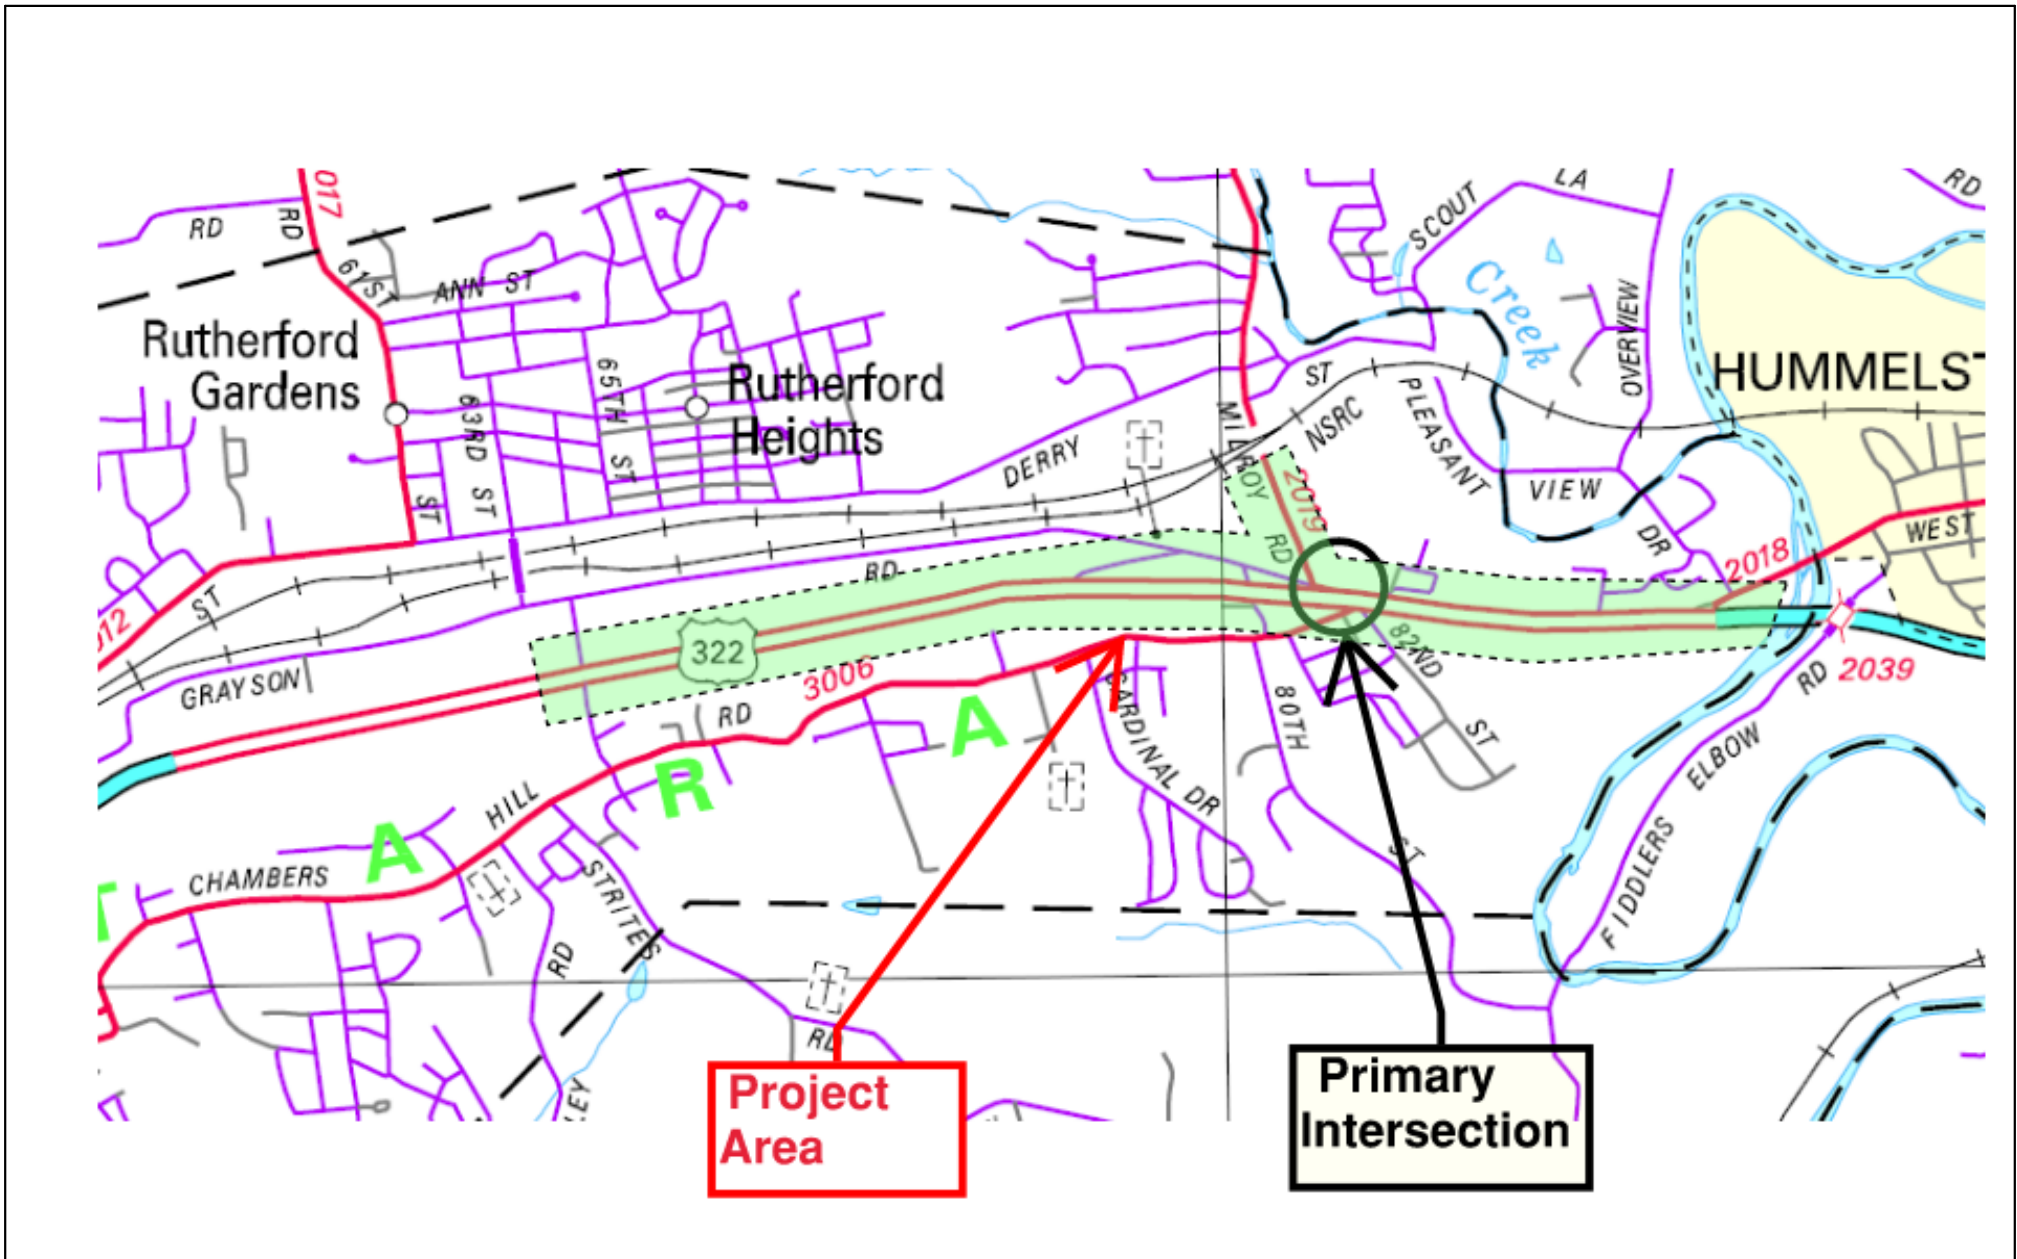 017
RD
RD
61ST
ANN ST
SCOUT
LA
RD
Creek
OVERVIEW
Rutherford
Gardens
Rutherford
Heights
HUMMELST
65TH
ST
63RD
ST
ST
ST
NSRC
PLEASANT
VIEW
DR
DERRY
MILROY
RD
2019
WEST
2018
RD
012
ST
GRAYSON
322
3006
RD
82ND
ST
80TH
ST
CARDINAL DR
RD
2039
ELBOW
FIDDLERS
HILL
CHAMBERS
T
A
R
A
STRITES
RD
RD
LEY
Project
Area
Primary
Intersection